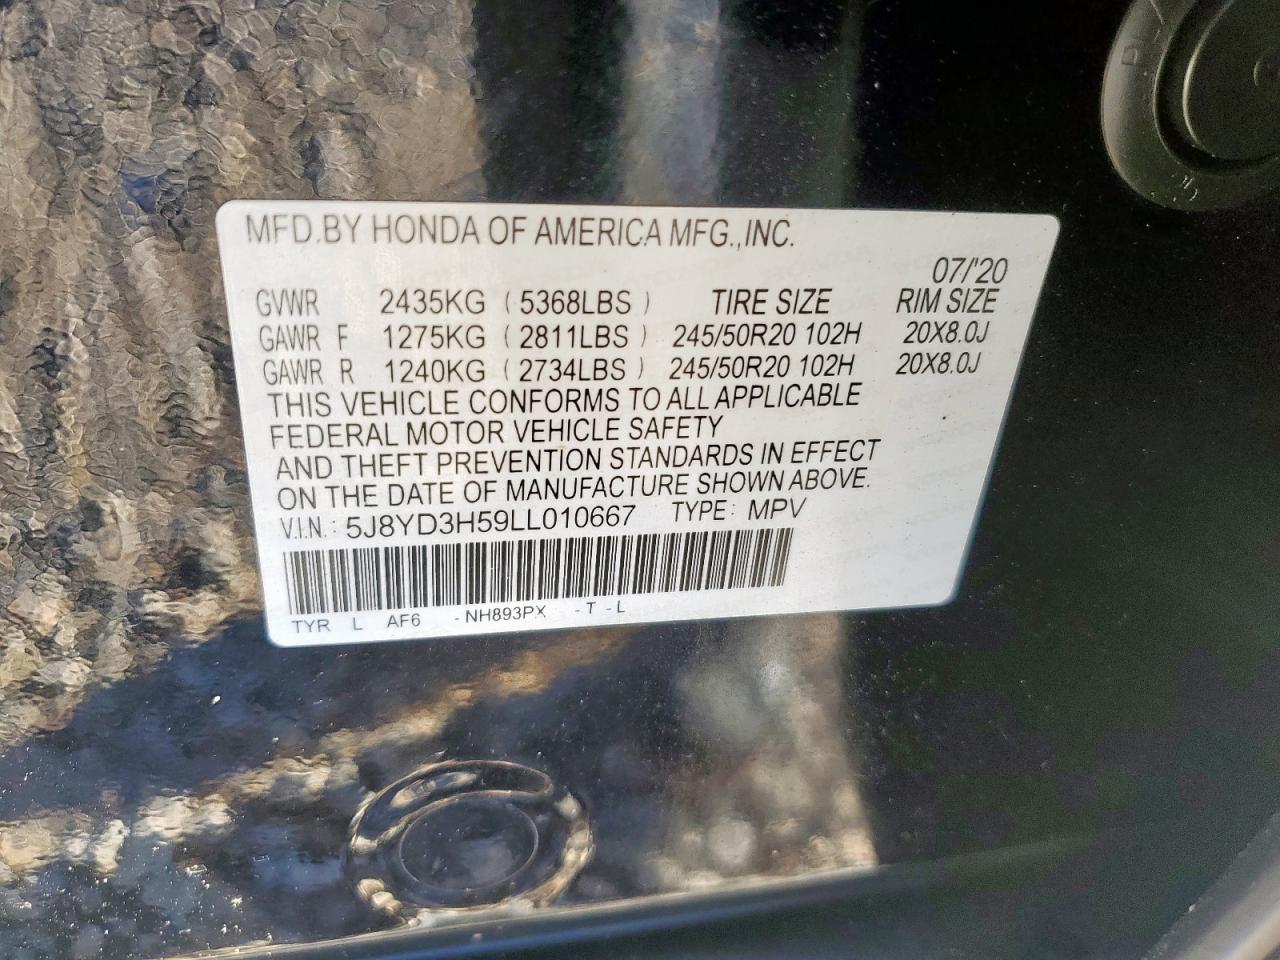 MFD.BY HONDA OF AMERICA MFG.,INC.
07/'20
GVWR 2435KG ( 5368LBS ) TIRE SIZE RIM SIZE
GAWR F 1275KG ( 2811LBS ) 245/50R20 102H 20X8.0J
GAWR R 1240KG ( 2734LBS ) 245/50R20 102H 20X8.0J
THIS VEHICLE CONFORMS TO ALL APPLICABLE
FEDERAL MOTOR VEHICLE SAFETY
AND THEFT PREVENTION STANDARDS IN EFFECT
ON THE DATE OF MANUFACTURE SHOWN ABOVE.
V.I.N.: 5J8YD3H59LL010667 TYPE: MPV
TYR L AF6 -NH893PX -T -L